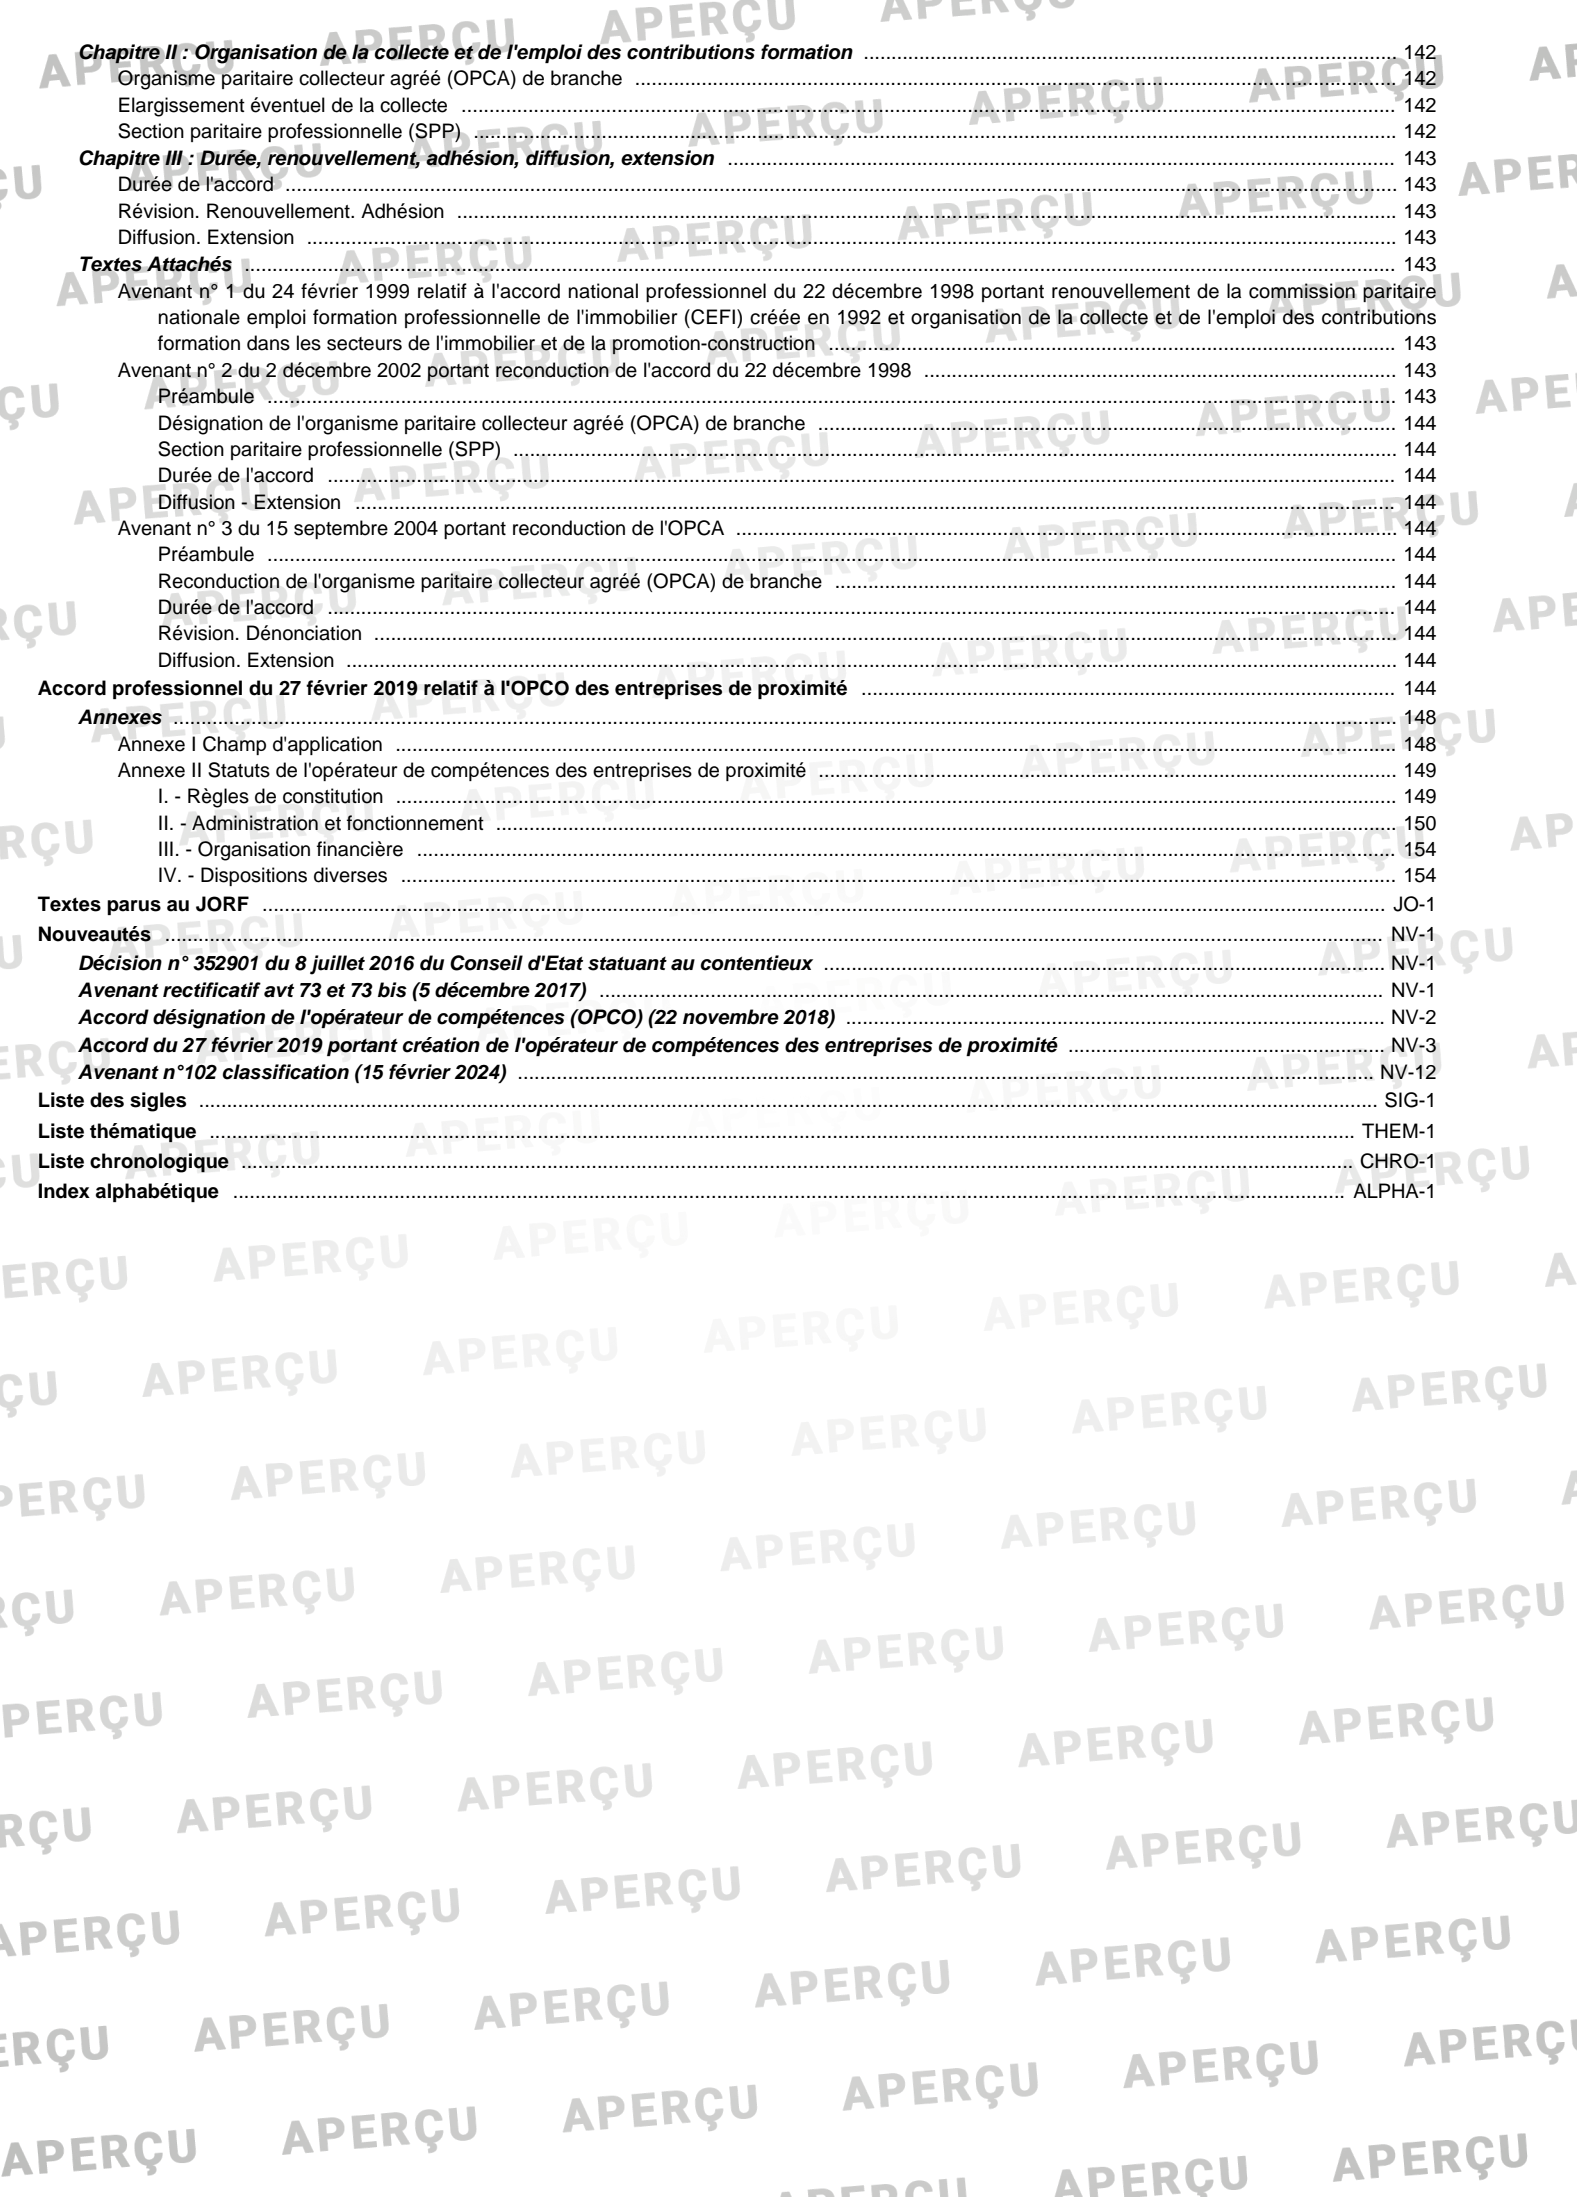 Chapitre II : Organisation de la collecte et de l'emploi des contributions formation ... 142
Organisme paritaire collecteur agréé (OPCA) de branche ... 142
Elargissement éventuel de la collecte ... 142
Section paritaire professionnelle (SPP) ... 142
Chapitre III : Durée, renouvellement, adhésion, diffusion, extension ... 143
Durée de l'accord ... 143
Révision. Renouvellement. Adhésion ... 143
Diffusion. Extension ... 143
Textes Attachés ... 143
Avenant n° 1 du 24 février 1999 relatif à l'accord national professionnel du 22 décembre 1998 portant renouvellement de la commission paritaire
nationale emploi formation professionnelle de l'immobilier (CEFI) créée en 1992 et organisation de la collecte et de l'emploi des contributions
formation dans les secteurs de l'immobilier et de la promotion-construction ... 143
Avenant n° 2 du 2 décembre 2002 portant reconduction de l'accord du 22 décembre 1998 ... 143
Préambule ... 143
Désignation de l'organisme paritaire collecteur agréé (OPCA) de branche ... 144
Section paritaire professionnelle (SPP) ... 144
Durée de l'accord ... 144
Diffusion - Extension ... 144
Avenant n° 3 du 15 septembre 2004 portant reconduction de l'OPCA ... 144
Préambule ... 144
Reconduction de l'organisme paritaire collecteur agréé (OPCA) de branche ... 144
Durée de l'accord ... 144
Révision. Dénonciation ... 144
Diffusion. Extension ... 144
Accord professionnel du 27 février 2019 relatif à l'OPCO des entreprises de proximité ... 144
Annexes ... 148
Annexe I Champ d'application ... 148
Annexe II Statuts de l'opérateur de compétences des entreprises de proximité ... 149
I. - Règles de constitution ... 149
II. - Administration et fonctionnement ... 150
III. - Organisation financière ... 154
IV. - Dispositions diverses ... 154
Textes parus au JORF ... JO-1
Nouveautés ... NV-1
Décision n° 352901 du 8 juillet 2016 du Conseil d'Etat statuant au contentieux ... NV-1
Avenant rectificatif avt 73 et 73 bis (5 décembre 2017) ... NV-1
Accord désignation de l'opérateur de compétences (OPCO) (22 novembre 2018) ... NV-2
Accord du 27 février 2019 portant création de l'opérateur de compétences des entreprises de proximité ... NV-3
Avenant n°102 classification (15 février 2024) ... NV-12
Liste des sigles ... SIG-1
Liste thématique ... THEM-1
Liste chronologique ... CHRO-1
Index alphabétique ... ALPHA-1
APERÇU